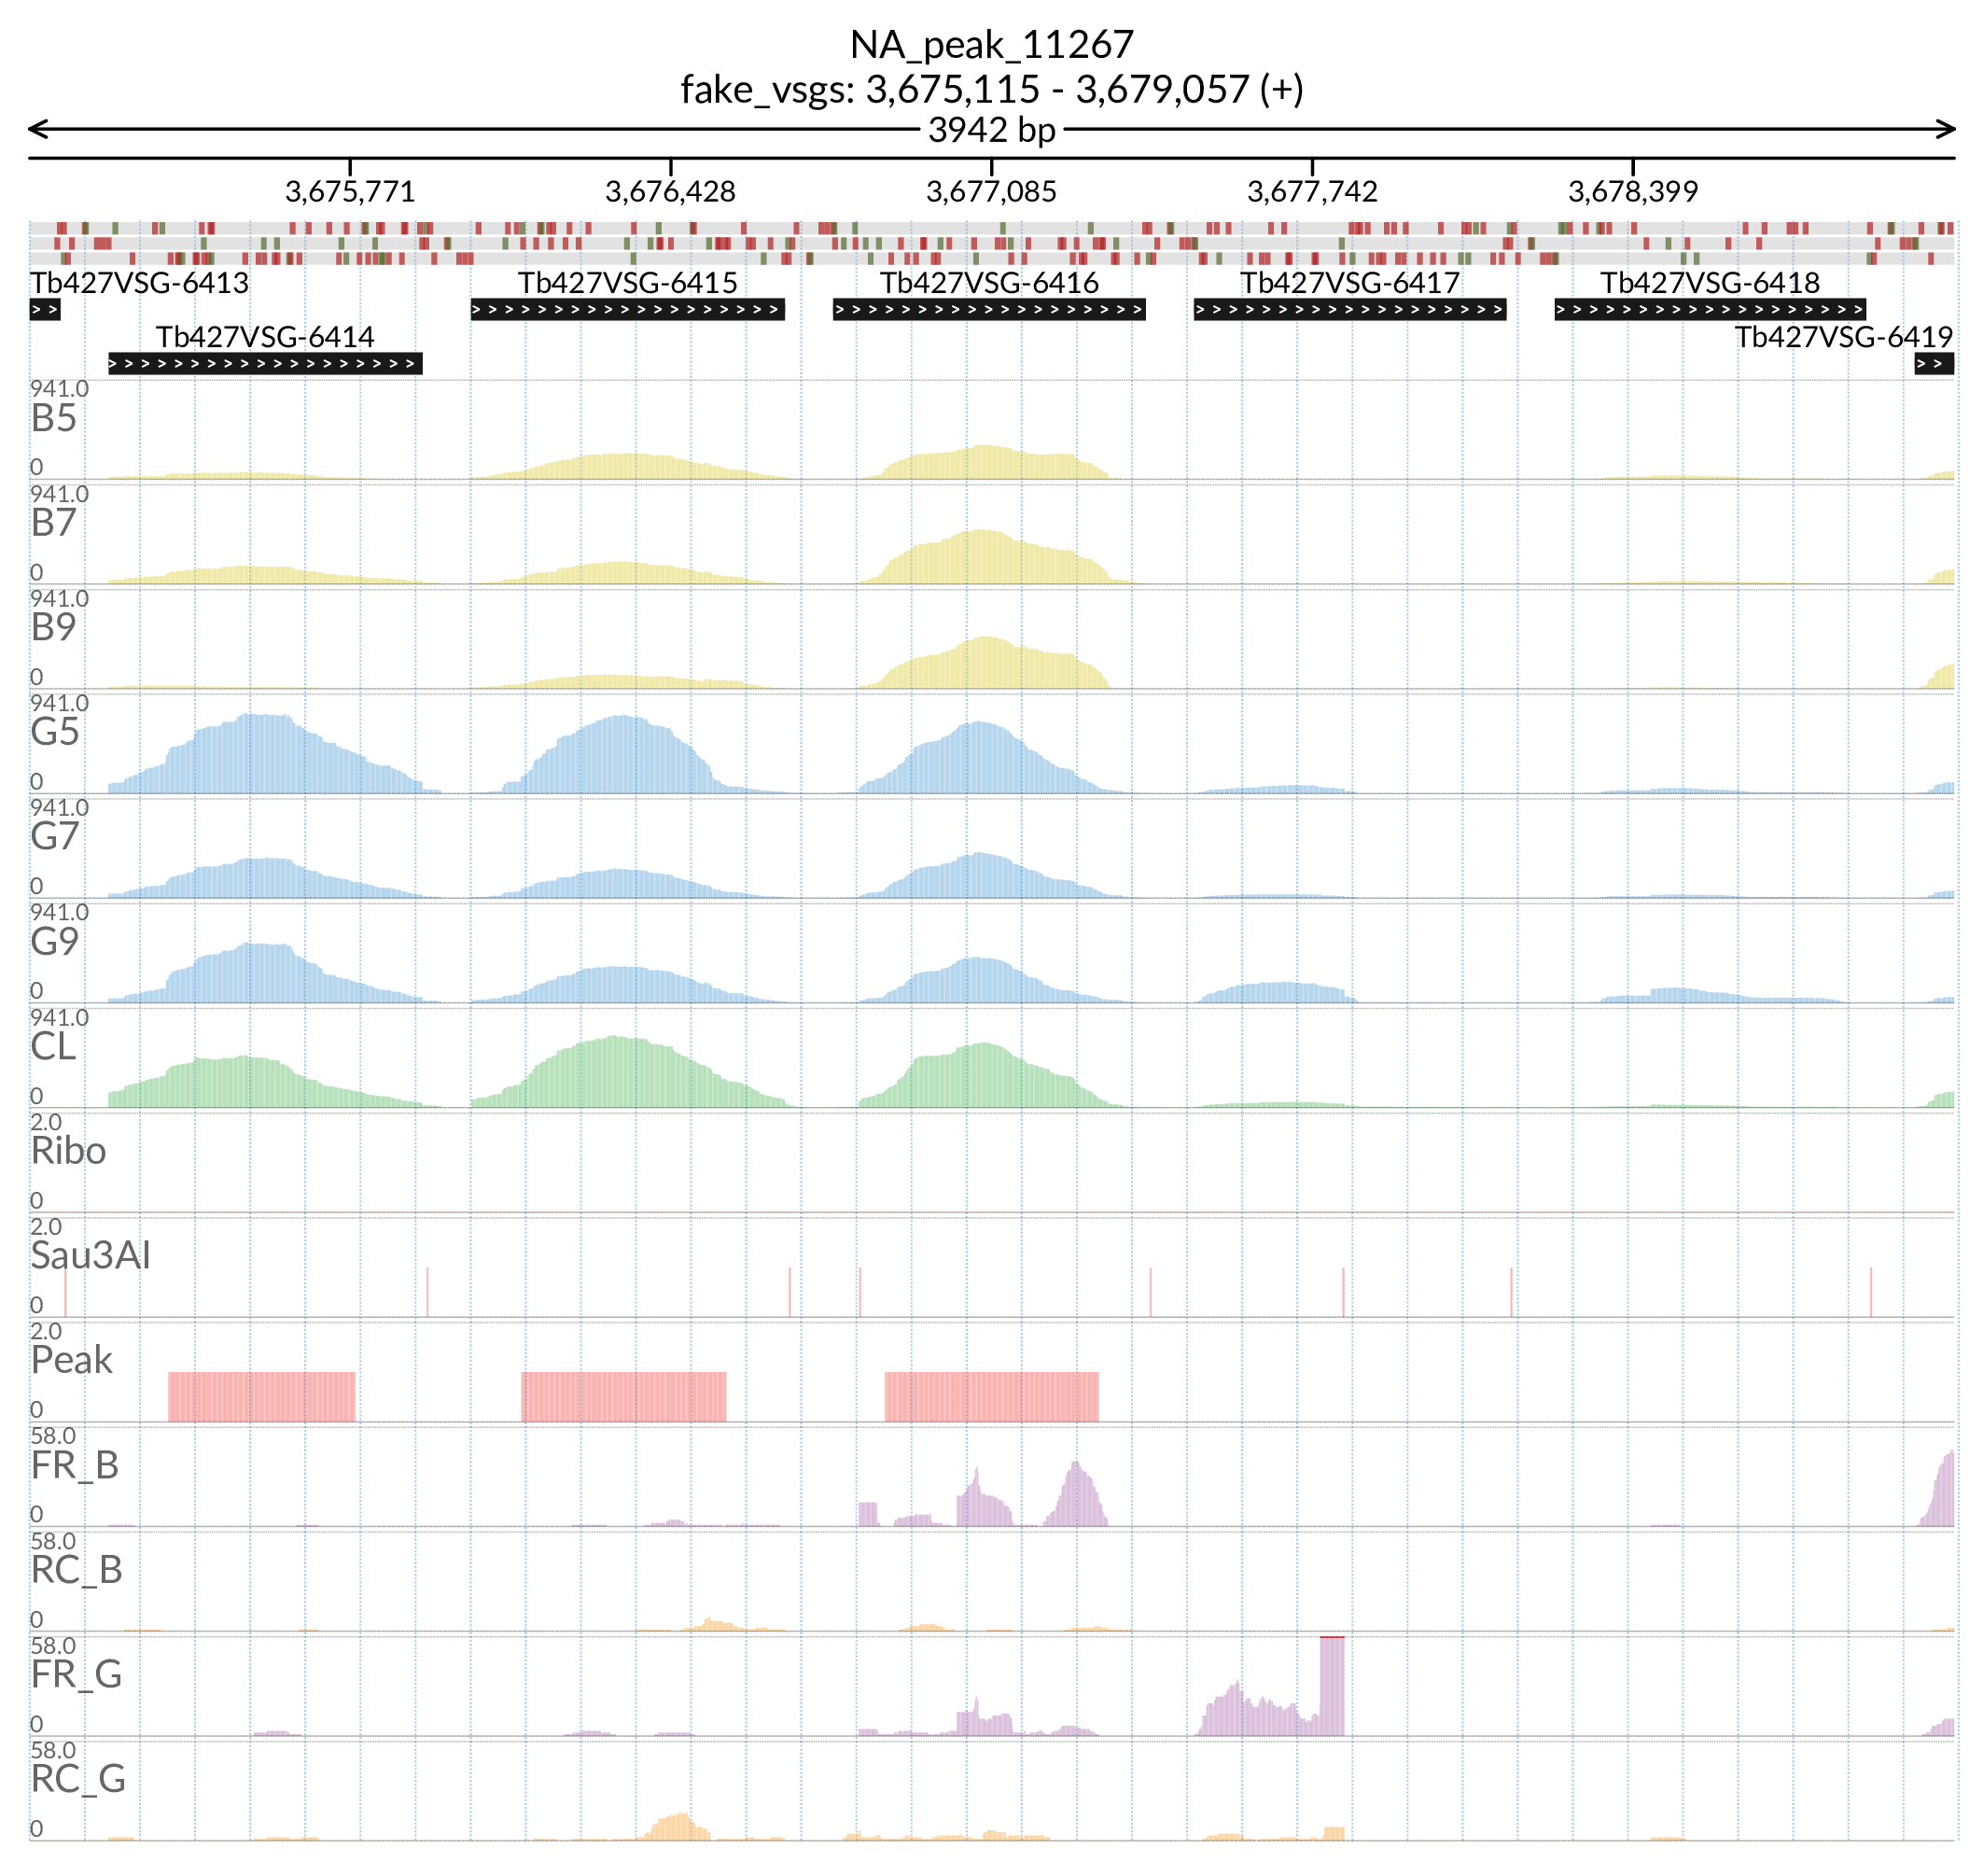 NA_peak_11267
fake_vsgs: 3,675,115 - 3,679,057 (+)
3942 bp
3,675,771 3,676,428 3,677,085 3,677,742 3,678,399
Tb427VSG-6413 Tb427VSG-6415 Tb427VSG-6416 Tb427VSG-6417 Tb427VSG-6418
Tb427VSG-6414 Tb427VSG-6419
941.0
B5
0
941.0
B7
0
941.0
B9
0
941.0
G5
0
941.0
G7
0
941.0
G9
0
941.0
CL
0
2.0
Ribo
0
2.0
Sau3AI
0
2.0
Peak
0
58.0
FR_B
0
58.0
RC_B
0
58.0
FR_G
0
58.0
RC_G
0